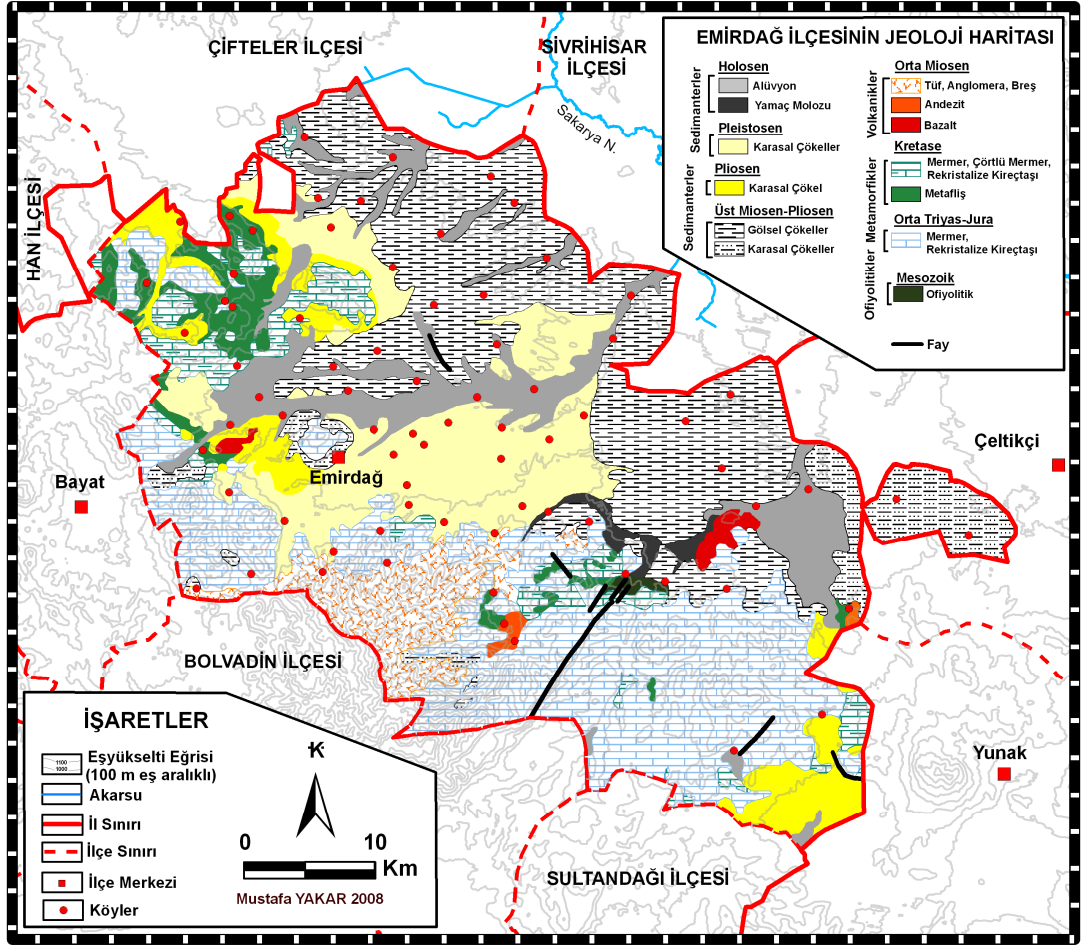 ÇİFTELER İLÇESİ
SİVRİHİSAR
İLÇESİ
Sakarya N.
HAN İLÇESİ
EMİRDAĞ İLÇESİNİN JEOLOJİ HARİTASI
Sedimanterler
Holosen
Alüvyon
Yamaç Molozu
Pleistosen
Karasal Çökeller
Sedimanterler
Pliosen
Karasal Çökel
Üst Miosen-Pliosen
Gölsel Çökeller
Karasal Çökeller
Volkanikler
Orta Miosen
Tüf, Anglomera, Breş
Andezit
Bazalt
Metamorfikler
Kretase
Mermer, Çörtlü Mermer,
Rekristalize Kireçtaşı
Metafliş
Orta Triyas-Jura
Mermer,
Rekristalize Kireçtaşı
Ofiyolitikler
Mesozoik
Ofiyolitik
Fay
Çeltikçi
Bayat
Emirdağ
BOLVADİN İLÇESİ
Yunak
SULTANDAĞI İLÇESİ
İŞARETLER
1100
1000
Eşyükselti Eğrisi
(100 m eş aralıklı)
Akarsu
İl Sınırı
İlçe Sınırı
İlçe Merkezi
Köyler
K
0 10
Km
Mustafa YAKAR 2008